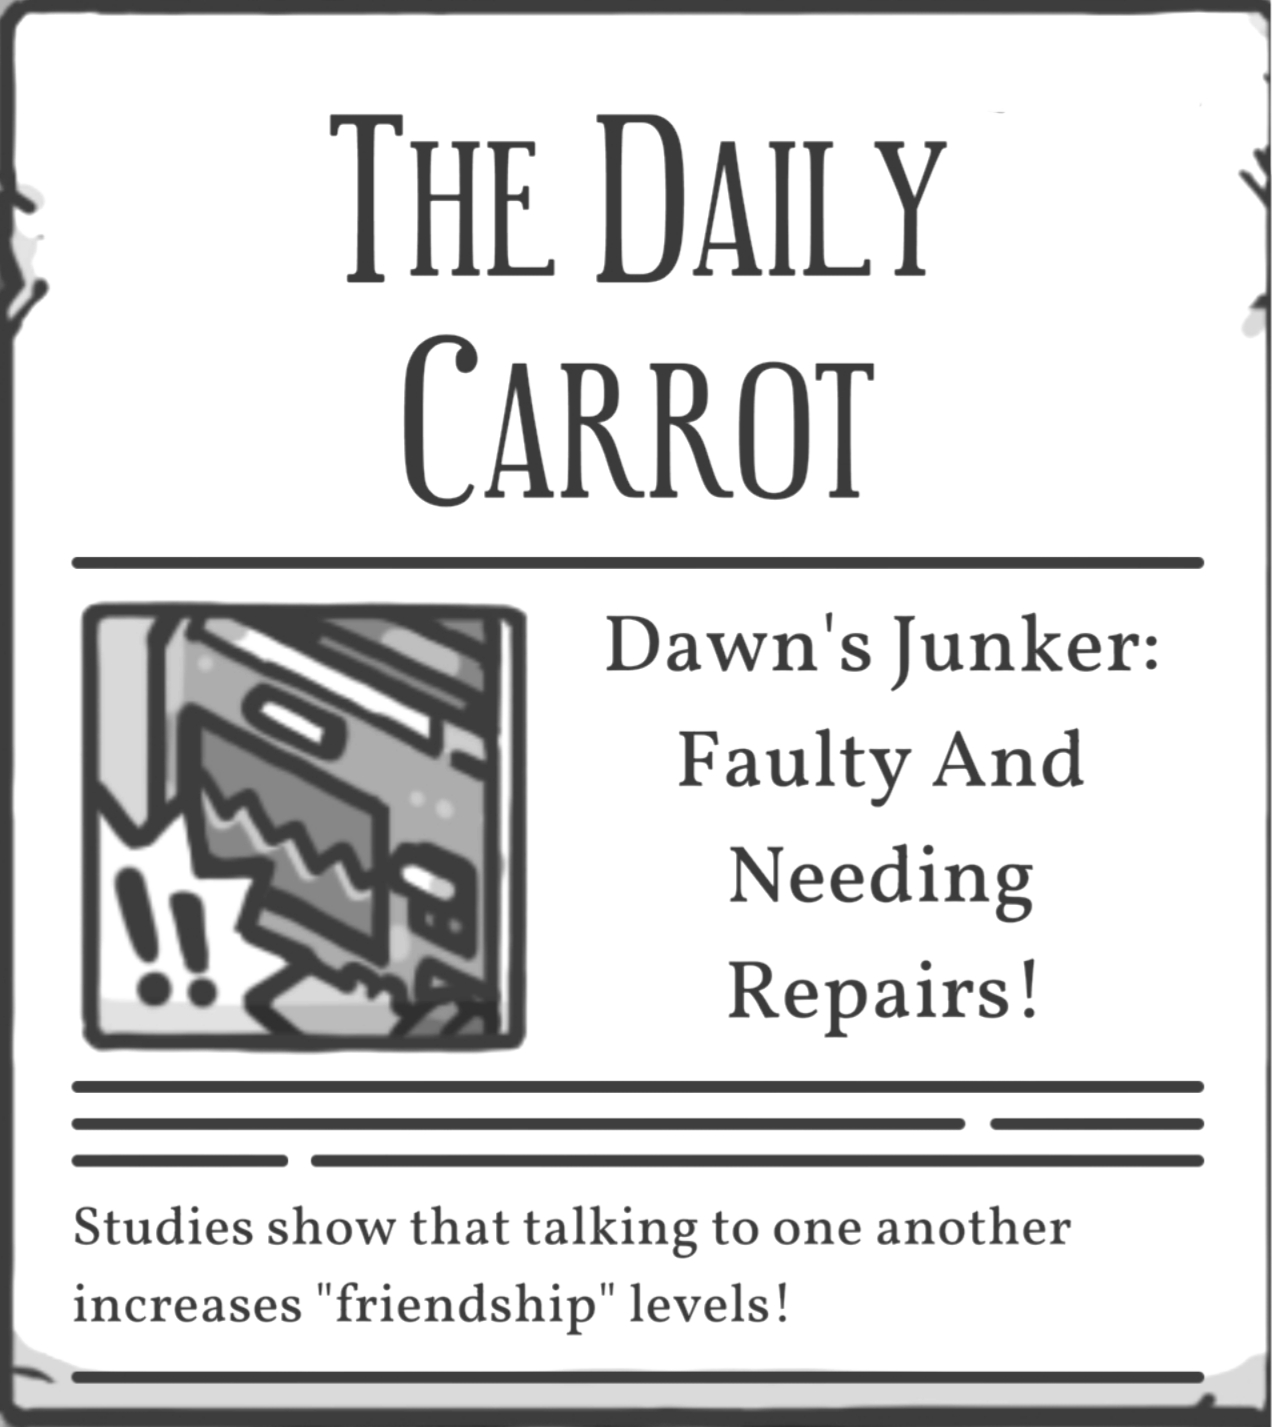 The Daily
Carrot
Dawn's Junker:
Faulty And
Needing
Repairs!
!!
Studies show that talking to one another
increases "friendship" levels!